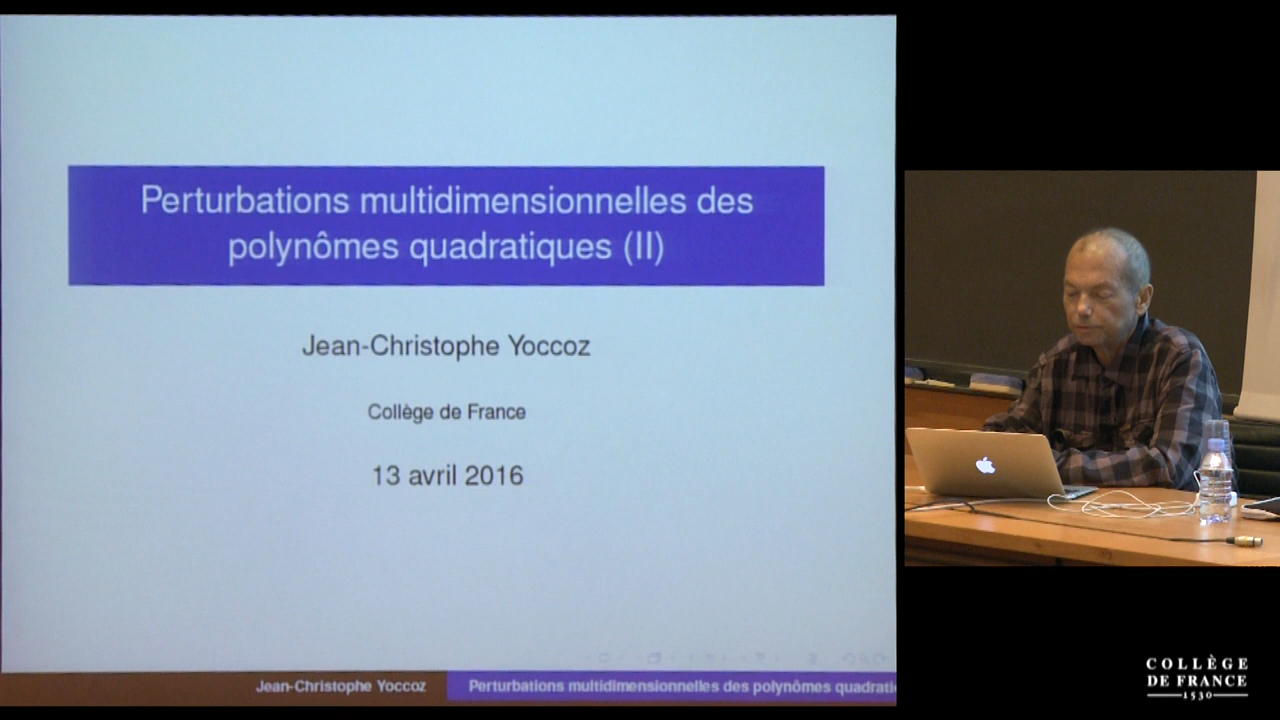 Perturbations multidimensionnelles des
polynômes quadratiques (II)
Jean-Christophe Yoccoz
Collège de France
13 avril 2016
Jean-Christophe Yoccoz
Perturbations multidimensionnelles des polynômes quadrati
COLLÈGE
DE FRANCE
1530